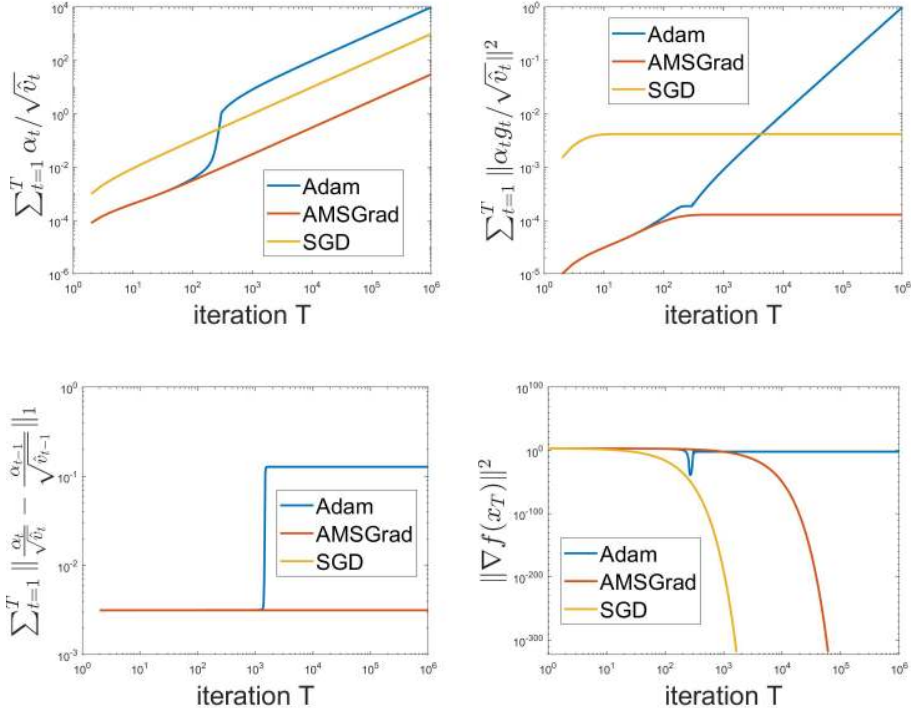 ∑_{t=1}^{T} α_t/√v̂_t
10^4
10^2
10^0
10^-2
10^-4
10^-6
Adam
AMSGrad
SGD
10^0 10^1 10^2 10^3 10^4 10^5 10^6
iteration T
∑_{t=1}^{T} ||α_t g_t/√v̂_t||^2
10^0
10^-1
10^-2
10^-3
10^-4
10^-5
Adam
AMSGrad
SGD
10^0 10^1 10^2 10^3 10^4 10^5 10^6
iteration T
∑_{t=1}^{T} ||α_t/√v̂_t − α_{t-1}/√v̂_{t-1}||_1
10^0
10^-1
10^-2
10^-3
Adam
AMSGrad
SGD
10^0 10^1 10^2 10^3 10^4 10^5 10^6
iteration T
||∇f(x_T)||^2
10^100
10^0
10^-100
10^-200
10^-300
Adam
AMSGrad
SGD
10^0 10^1 10^2 10^3 10^4 10^5 10^6
iteration T